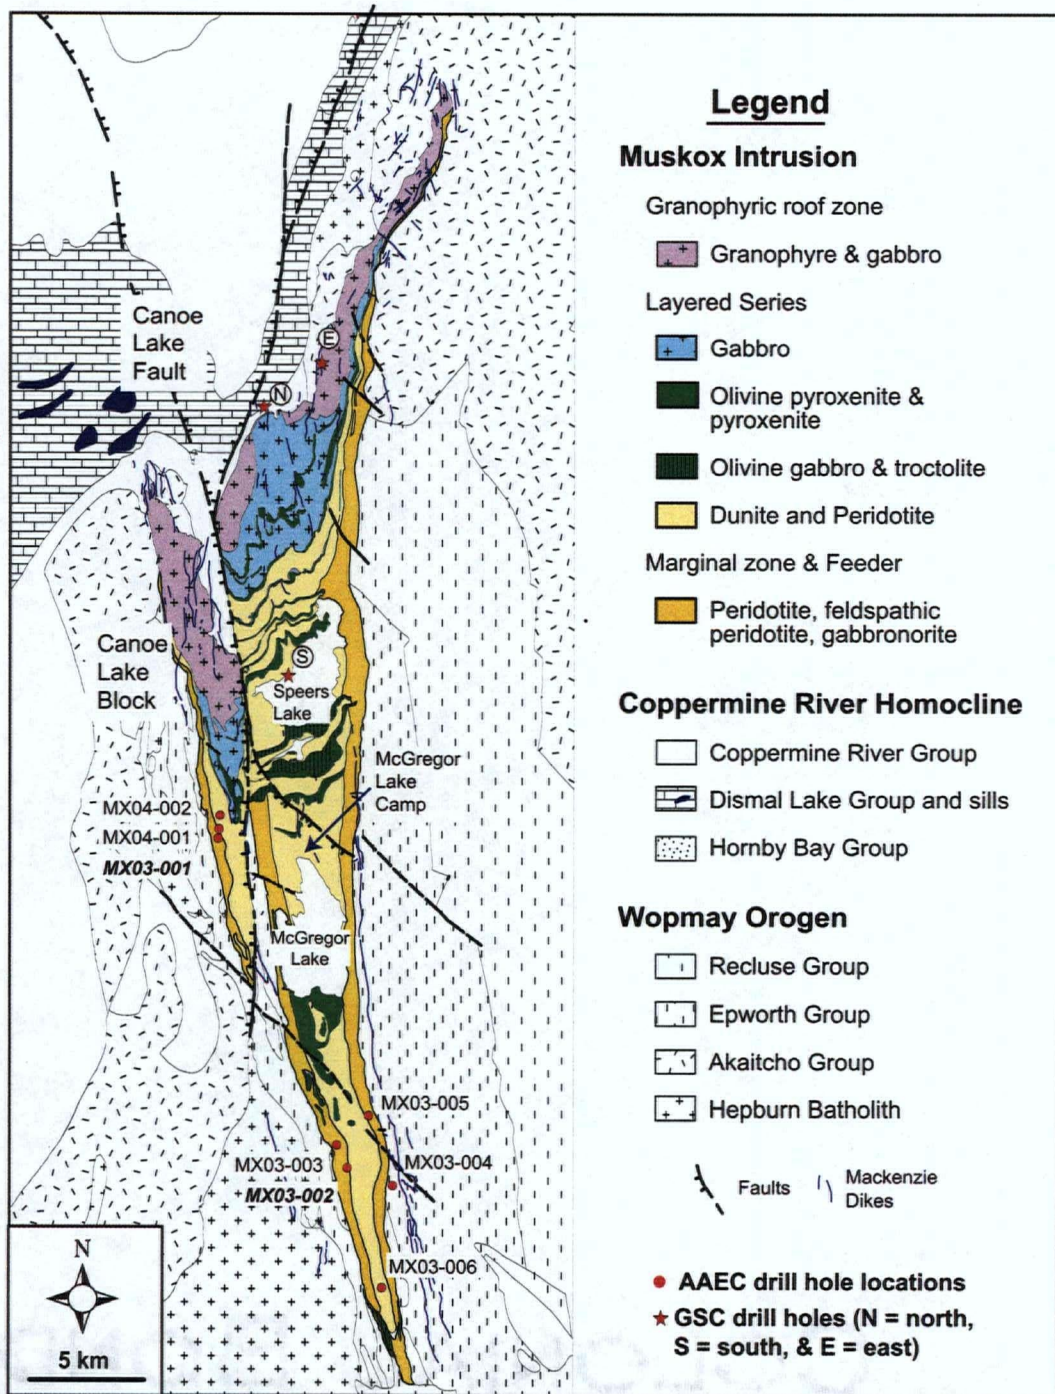 Canoe
Lake
Fault
E
N
Canoe
Lake
Block
S
Speers
Lake
McGregor
Lake
Camp
MX04-002
MX04-001
MX03-001
McGregor
Lake
MX03-005
MX03-003
MX03-004
MX03-002
MX03-006
N
5 km
Legend
Muskox Intrusion
Granophyric roof zone
Granophyre & gabbro
Layered Series
Gabbro
Olivine pyroxenite &
pyroxenite
Olivine gabbro & troctolite
Dunite and Peridotite
Marginal zone & Feeder
Peridotite, feldspathic
peridotite, gabbronorite
Coppermine River Homocline
Coppermine River Group
Dismal Lake Group and sills
Hornby Bay Group
Wopmay Orogen
Recluse Group
Epworth Group
Akaitcho Group
Hepburn Batholith
Faults
Mackenzie
Dikes
AAEC drill hole locations
GSC drill holes (N = north,
S = south, & E = east)